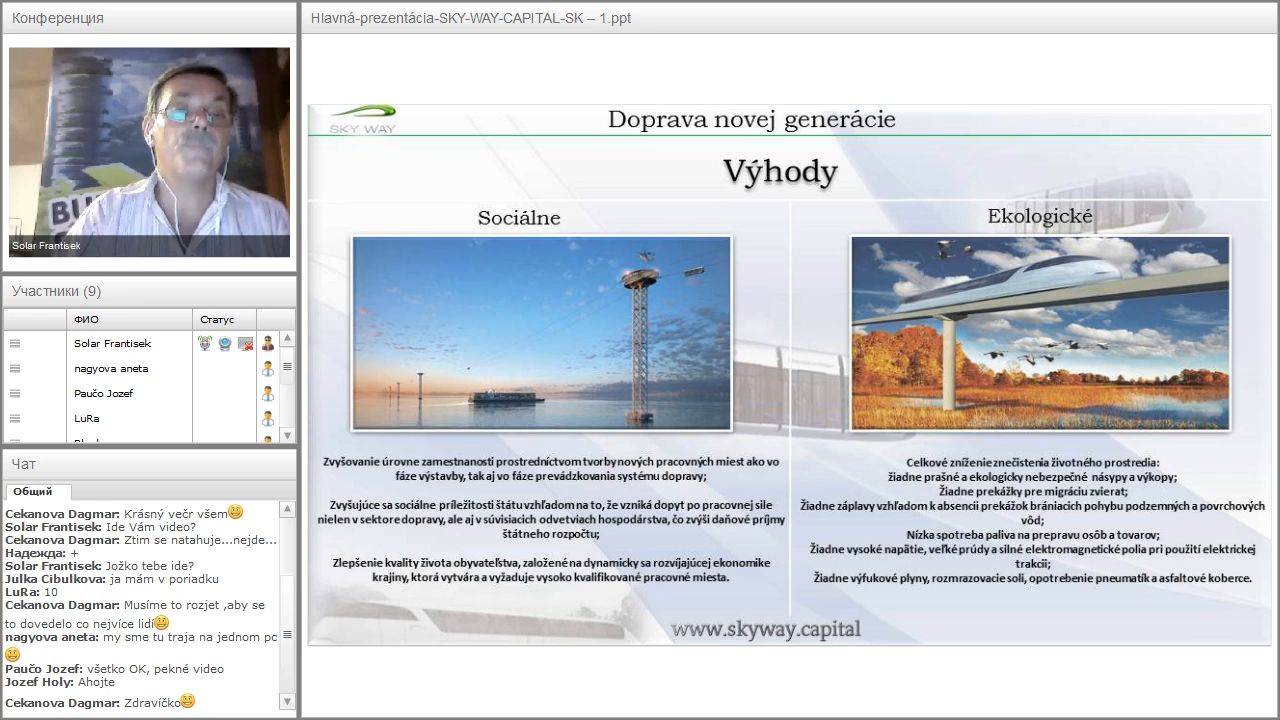 Конференция
Solar Frantisek
Участники (9)
ФИО
Статус
Solar Frantisek
nagyova aneta
Paučo Jozef
LuRa
Чат
Общий
Cekanova Dagmar: Krásný večr všem
Solar Frantisek: Ide Vám video?
Cekanova Dagmar: Ztim se natahuje...nejde...
Надежда: +
Solar Frantisek: Jožko tebe ide?
Julka Cibulkova: ja mám v poriadku
LuRa: 10
Cekanova Dagmar: Musíme to rozjet ,aby se
to dovedelo co nejvíce lidí
nagyova aneta: my sme tu traja na jednom pc
Paučo Jozef: všetko OK, pekné video
Jozef Holy: Ahojte
Cekanova Dagmar: Zdravíčko
Hlavná-prezentácia-SKY-WAY-CAPITAL-SK – 1.ppt
SKY WAY
Doprava novej generácie
Výhody
Sociálne
Zvyšovanie úrovne zamestnanosti prostredníctvom tvorby nových pracovných miest ako vo
fáze výstavby, tak aj vo fáze prevádzkovania systému dopravy;
Zvyšujúce sa sociálne príležitosti štátu vzhľadom na to, že vzniká dopyt po pracovnej sile
nielen v sektore dopravy, ale aj v súvisiacich odvetviach hospodárstva, čo zvýši daňové príjmy
štátneho rozpočtu;
Zlepšenie kvality života obyvateľstva, založené na dynamicky sa rozvíjajúcej ekonomike
krajiny, ktorá vytvára a vyžaduje vysoko kvalifikované pracovné miesta.
Ekologické
Celkové zníženie znečistenia životného prostredia:
žiadne prašné a ekologicky nebezpečné násypy a výkopy;
Žiadne prekážky pre migráciu zvierat;
Žiadne záplavy vzhľadom k absencii prekážok brániacich pohybu podzemných a povrchových
vôd;
Nízka spotreba paliva na prepravu osôb a tovarov;
Žiadne vysoké napätie, veľké prúdy a silné elektromagnetické polia pri použití elektrickej
trakcii;
Žiadne výfukové plyny, rozmrazovacie soli, opotrebenie pneumatík a asfaltové koberce.
www.skyway.capital